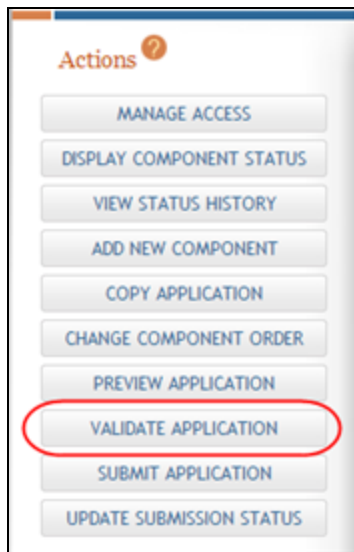 Actions ?
MANAGE ACCESS
DISPLAY COMPONENT STATUS
VIEW STATUS HISTORY
ADD NEW COMPONENT
COPY APPLICATION
CHANGE COMPONENT ORDER
PREVIEW APPLICATION
VALIDATE APPLICATION
SUBMIT APPLICATION
UPDATE SUBMISSION STATUS